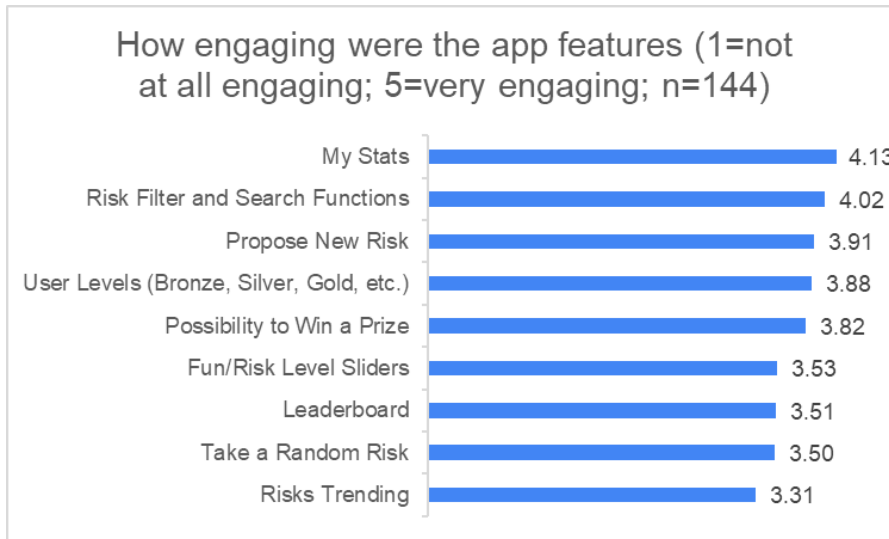 How engaging were the app features (1=not
at all engaging; 5=very engaging; n=144)
My Stats 4.13
Risk Filter and Search Functions 4.02
Propose New Risk 3.91
User Levels (Bronze, Silver, Gold, etc.) 3.88
Possibility to Win a Prize 3.82
Fun/Risk Level Sliders 3.53
Leaderboard 3.51
Take a Random Risk 3.50
Risks Trending 3.31